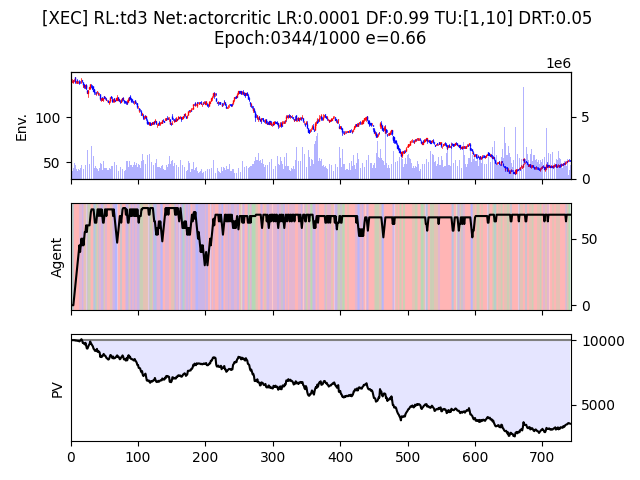 [XEC] RL:td3 Net:actorcritic LR:0.0001 DF:0.99 TU:[1,10] DRT:0.05
Epoch:0344/1000 e=0.66
1e6
Env.
100
50
5
0
Agent
50
0
PV
10000
5000
0 100 200 300 400 500 600 700